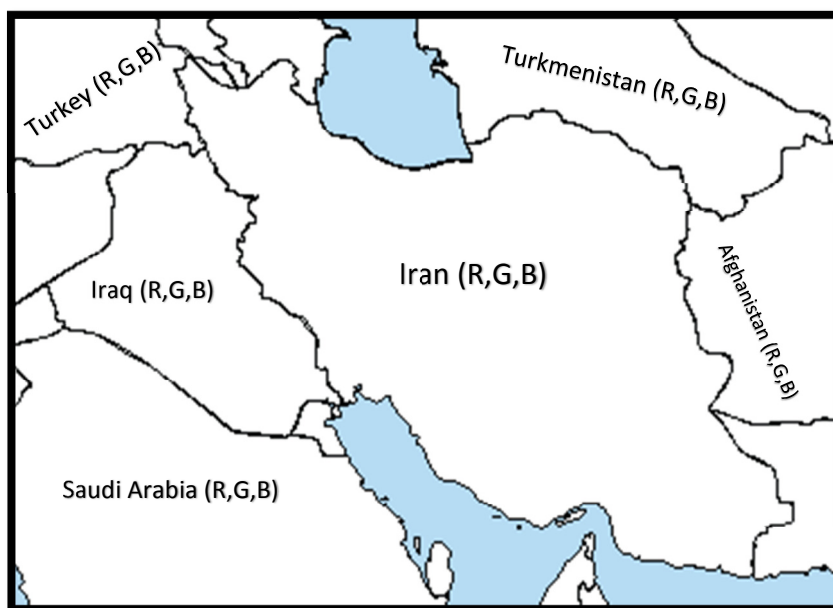 Turkey (R,G,B)
Turkmenistan (R,G,B)
Iraq (R,G,B)
Iran (R,G,B)
Afghanistan (R,G,B)
Saudi Arabia (R,G,B)